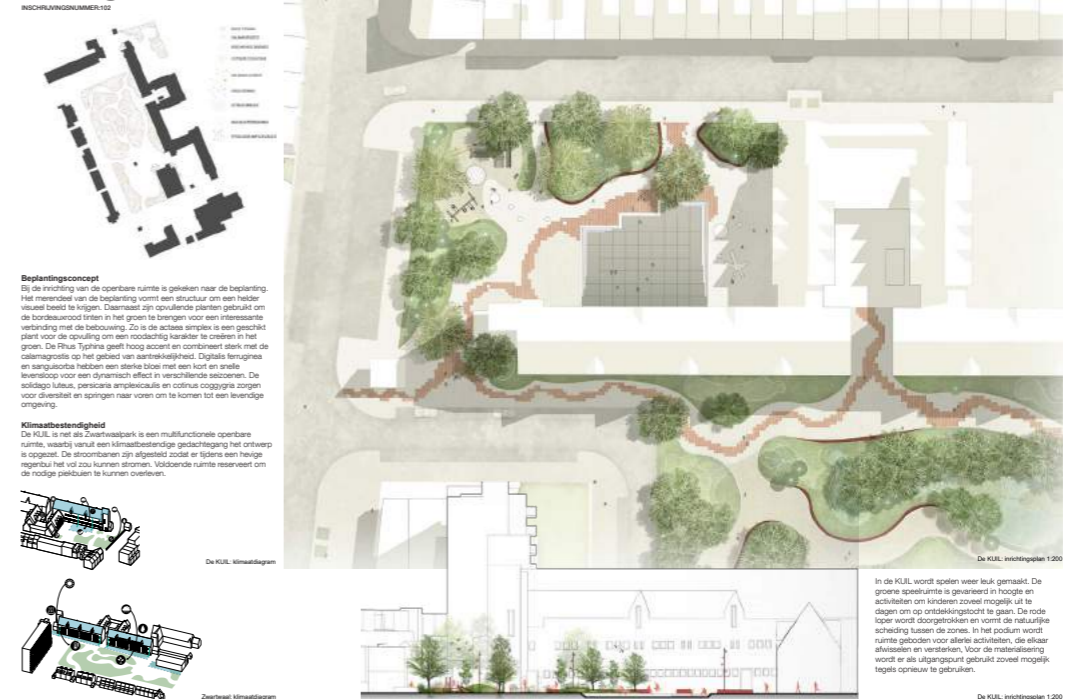 INSCHRIJVINGSNUMMER:102
Beplantingsconcept
Bij de inrichting van de openbare ruimte is gekeken naar de beplanting.
Het merendeel van de beplanting vormt een structuur om een helder
visueel beeld te krijgen. Daarnaast zijn opvullende planten gebruikt om
de bordeauxrood tinten in het groen te brengen voor een interessante
verbinding met de bebouwing. Zo is de actaea simplex is een geschikt
plant voor de opvulling om een roodachtig karakter te creëren in het
groen. De Rhus Typhina geeft hoog accent en combineert sterk met de
calamagrostis op het gebied van aantrekkelijkheid. Digitalis ferruginea
en sanguisorba hebben een sterke bloei met een kort en snelle
levensloop voor een dynamisch effect in verschillende seizoenen. De
solidago luteus, persicaria amplexicaulis en cotinus coggygria zorgen
voor diversiteit en springen naar voren om te komen tot een levendige
omgeving.
Klimaatbestendigheid
De KUIL is net als Zwartwaalpark is een multifunctionele openbare
ruimte, waarbij vanuit een klimaatbestendige gedachtegang het ontwerp
is opgezet. De stroombanen zijn afgesteld zodat er tijdens een hevige
regenbui het vol zou kunnen stromen. Voldoende ruimte reserveert om
de nodige piekbuien te kunnen overleven.
De KUIL: klimaatdiagram
Zwartwaal: klimaatdiagram
De KUIL: inrichtingsplan 1:200
In de KUIL wordt spelen weer leuk gemaakt. De
groene speelruimte is gevarieerd in hoogte en
activiteiten om kinderen zoveel mogelijk uit te
dagen om op ontdekkingstocht te gaan. De rode
loper wordt doorgetrokken en vormt de natuurlijke
scheiding tussen de zones. In het podium wordt
ruimte geboden voor allerlei activiteiten, die elkaar
afwisselen en versterken, Voor de materialisering
wordt er als uitgangspunt gebruikt zoveel mogelijk
tegels opnieuw te gebruiken.
De KUIL: inrichtingsplan 1:200